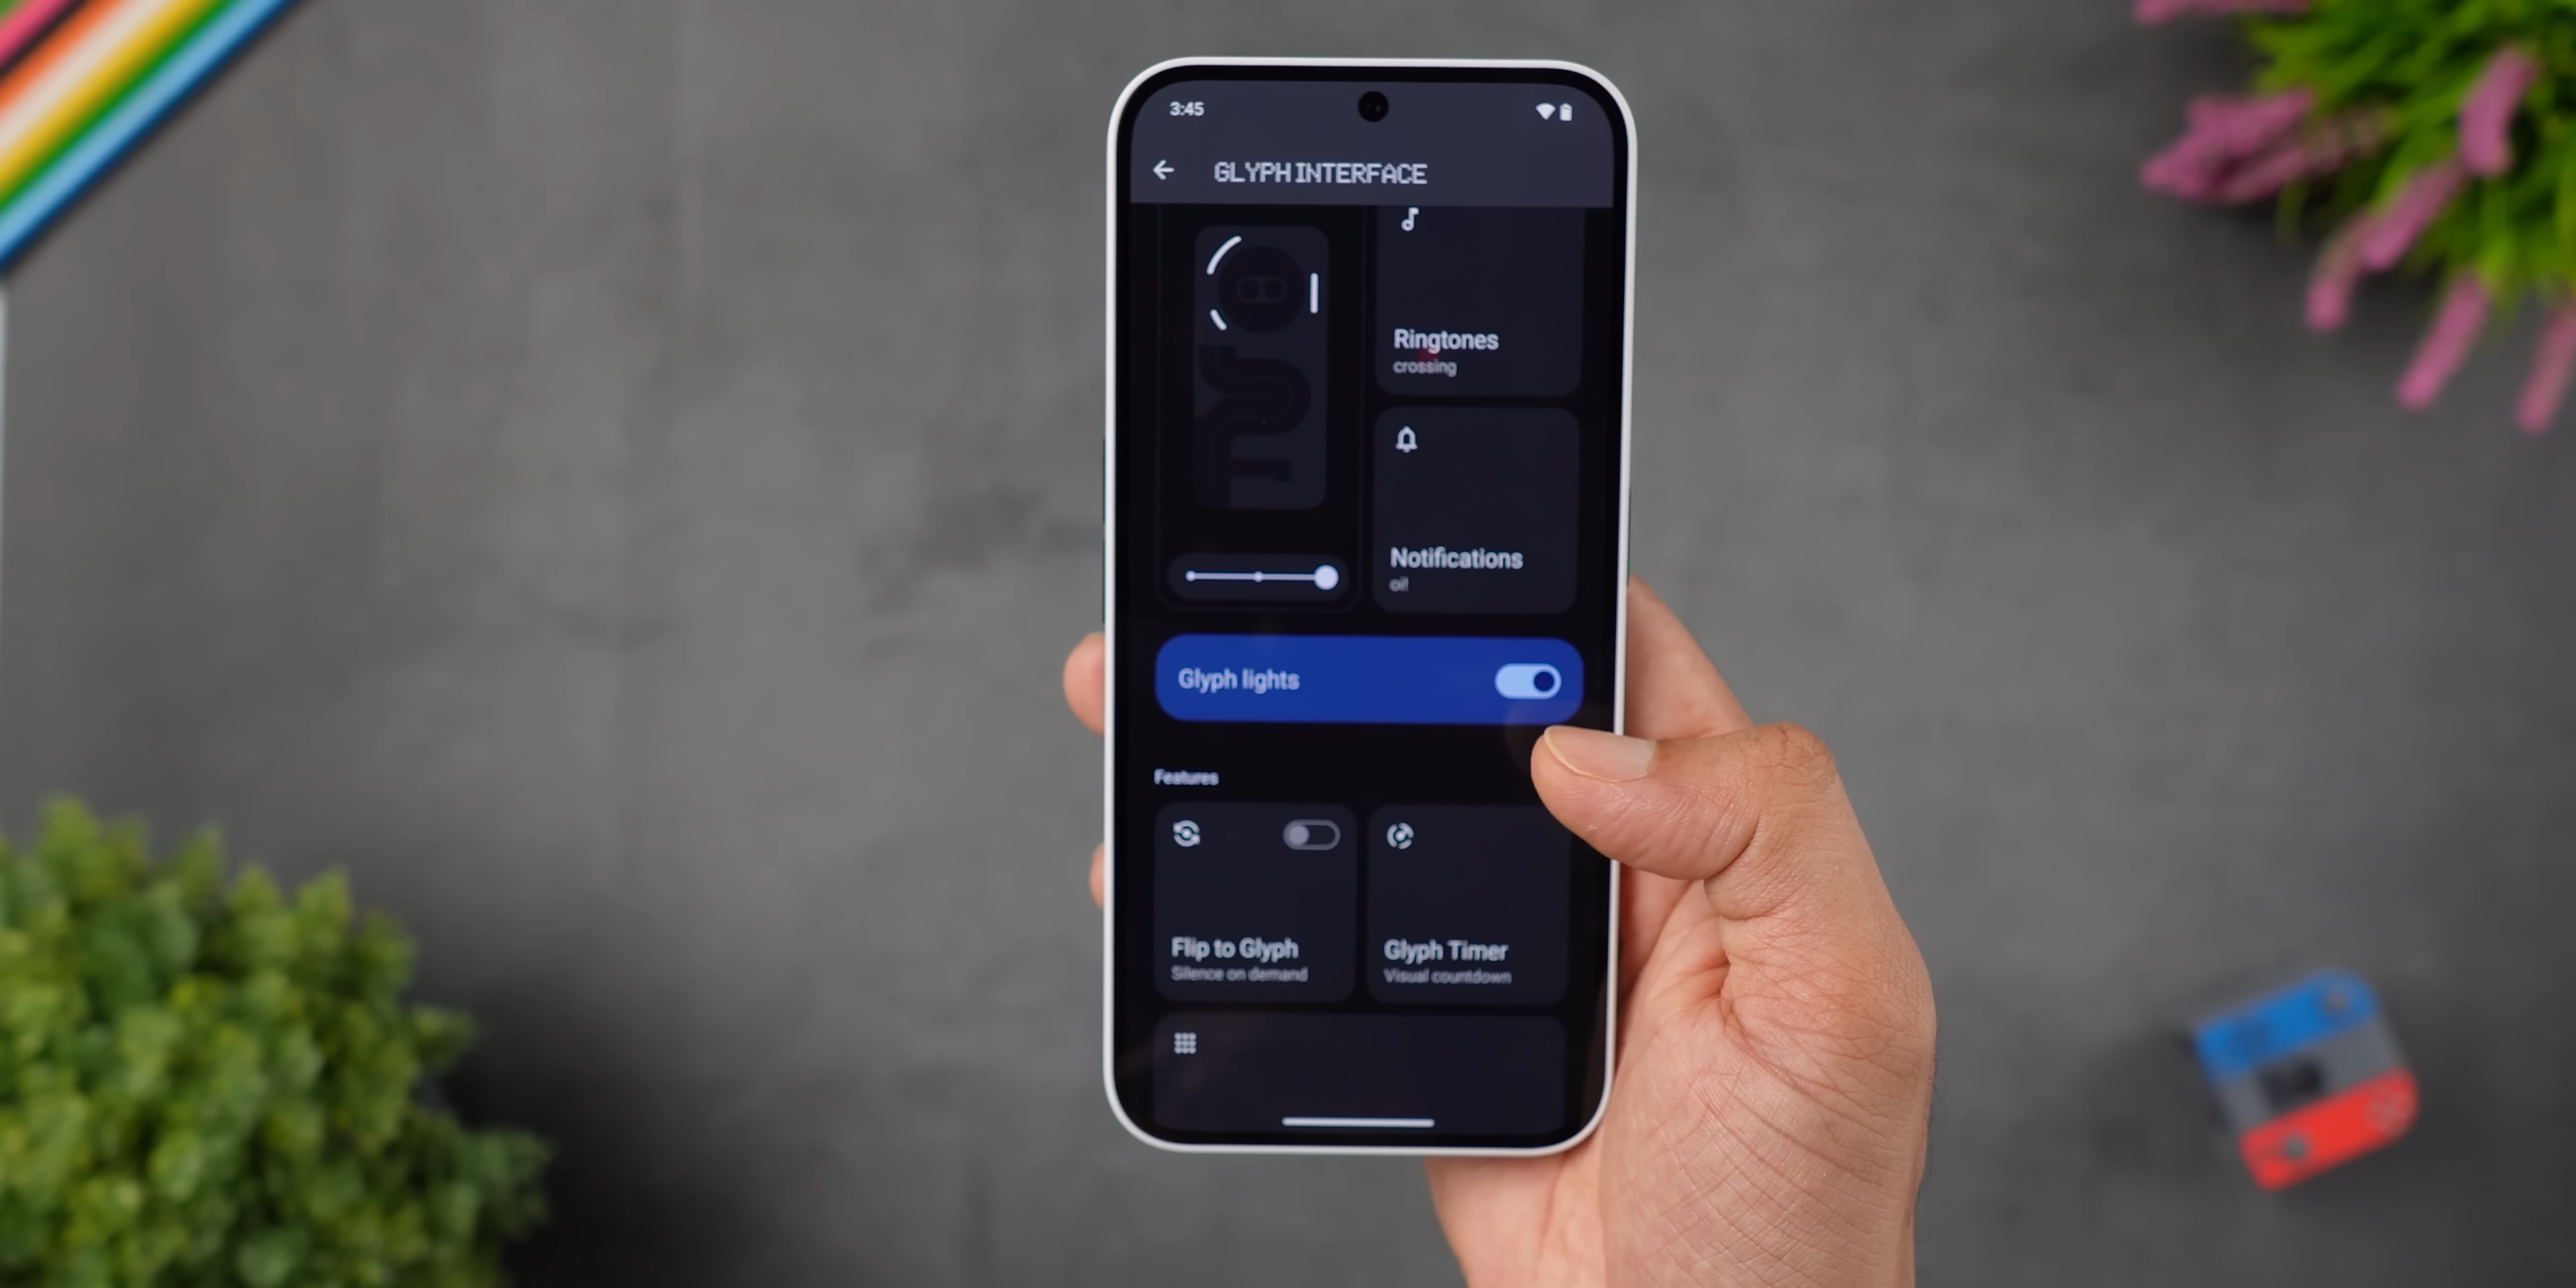 3:45
GLYPH INTERFACE
Ringtones
crossing
Notifications
oi!
Glyph lights
Features
Flip to Glyph
Silence on demand
Glyph Timer
Visual countdown